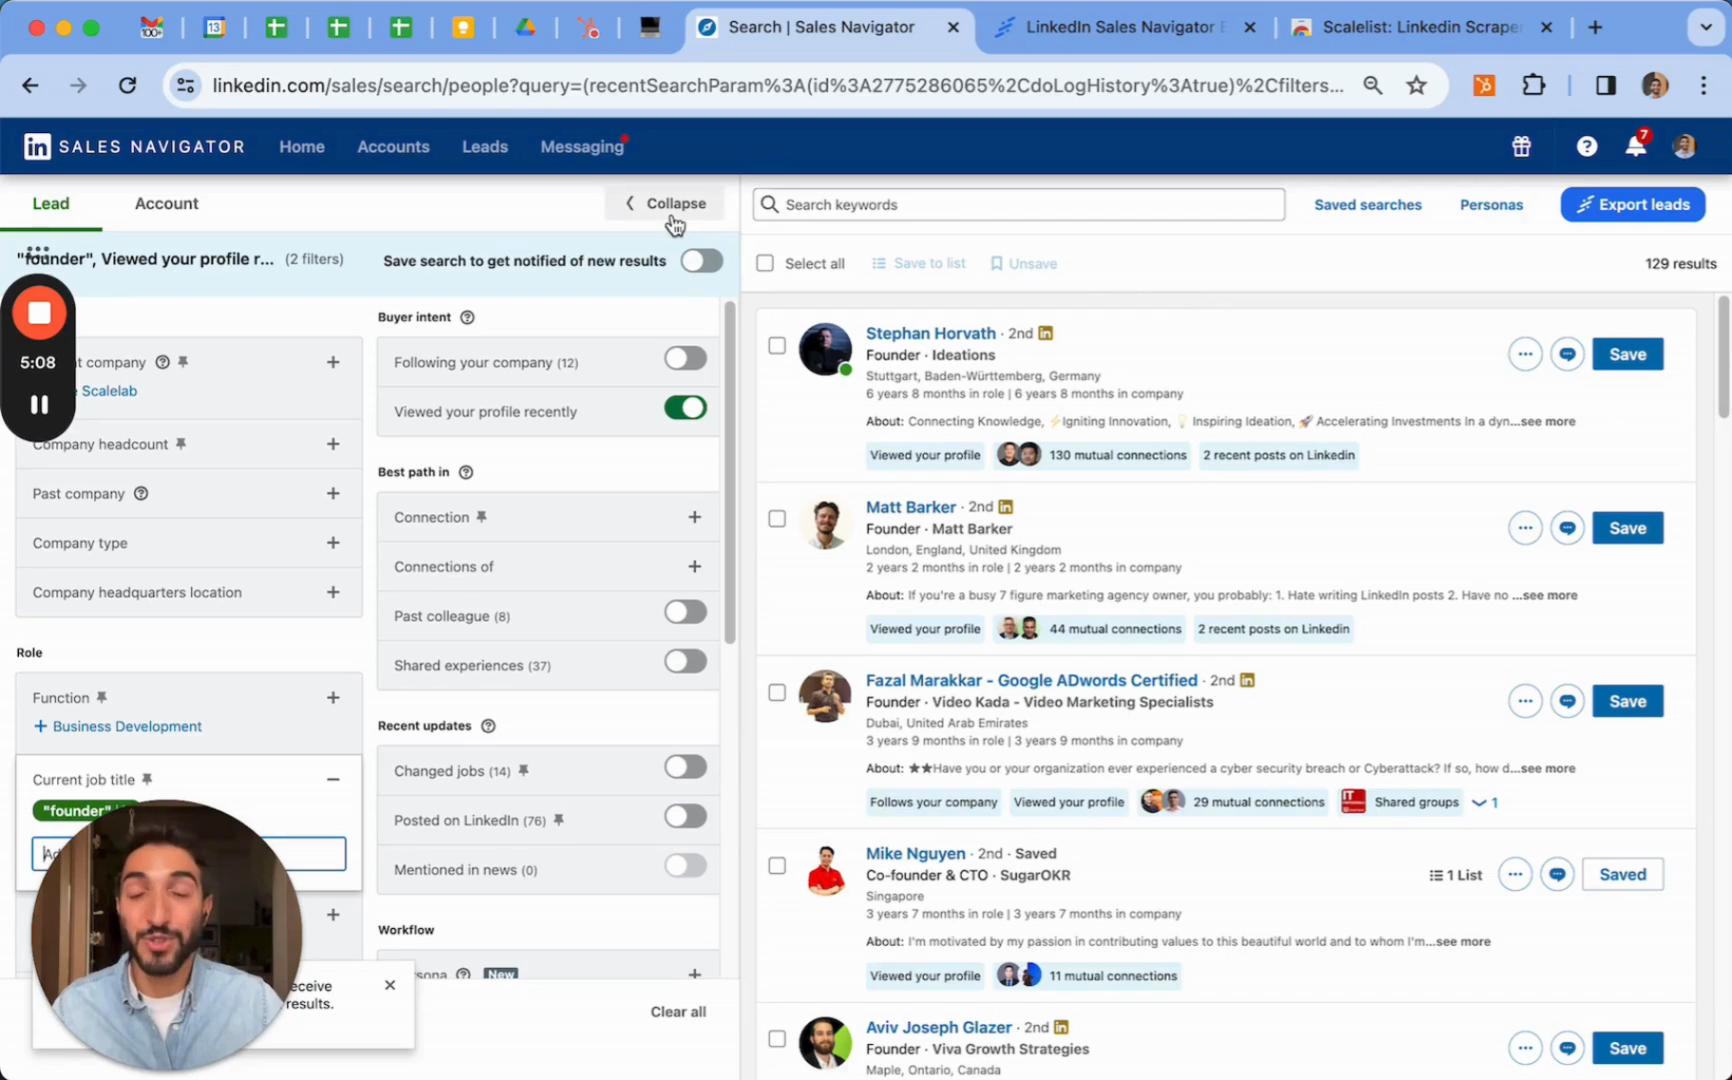 100+
13
Search | Sales Navigator
LinkedIn Sales Navigator E
Scalelist: Linkedin Scraper
linkedin.com/sales/search/people?query=(recentSearchParam%3A(id%3A2775286065%2CdoLogHistory%3Atrue)%2Cfilters...
in SALES NAVIGATOR
Home
Accounts
Leads
Messaging
7
Lead
Account
Collapse
Search keywords
Saved searches
Personas
Export leads
"founder", Viewed your profile r... (2 filters)
Save search to get notified of new results
Select all
Save to list
Unsave
129 results
5:08
t company
Scalelab
Company headcount
Past company
Company type
Company headquarters location
Role
Function
+ Business Development
Current job title
"founder"
Buyer intent
Following your company (12)
Viewed your profile recently
Best path in
Connection
Connections of
Past colleague (8)
Shared experiences (37)
Recent updates
Changed jobs (14)
Posted on LinkedIn (76)
Mentioned in news (0)
Workflow
sona
New
eceive
results.
Clear all
Stephan Horvath · 2nd in
Founder · Ideations
Stuttgart, Baden-Württemberg, Germany
6 years 8 months in role | 6 years 8 months in company
About: Connecting Knowledge, ⚡Igniting Innovation, 💡 Inspiring Ideation, 🚀 Accelerating Investments In a dyn...see more
Viewed your profile
130 mutual connections
2 recent posts on Linkedin
Save
Matt Barker · 2nd in
Founder · Matt Barker
London, England, United Kingdom
2 years 2 months in role | 2 years 2 months in company
About: If you're a busy 7 figure marketing agency owner, you probably: 1. Hate writing LinkedIn posts 2. Have no ...see more
Viewed your profile
44 mutual connections
2 recent posts on Linkedin
Save
Fazal Marakkar - Google ADwords Certified · 2nd in
Founder · Video Kada - Video Marketing Specialists
Dubai, United Arab Emirates
3 years 9 months in role | 3 years 9 months in company
About: ★★Have you or your organization ever experienced a cyber security breach or Cyberattack? If so, how d...see more
Follows your company
Viewed your profile
29 mutual connections
IT
Shared groups
1
Save
Mike Nguyen · 2nd · Saved
Co-founder & CTO · SugarOKR
Singapore
3 years 7 months in role | 3 years 7 months in company
About: I'm motivated by my passion in contributing values to this beautiful world and to whom I'm...see more
Viewed your profile
11 mutual connections
1 List
Saved
Aviv Joseph Glazer · 2nd in
Founder · Viva Growth Strategies
Maple, Ontario, Canada
Save